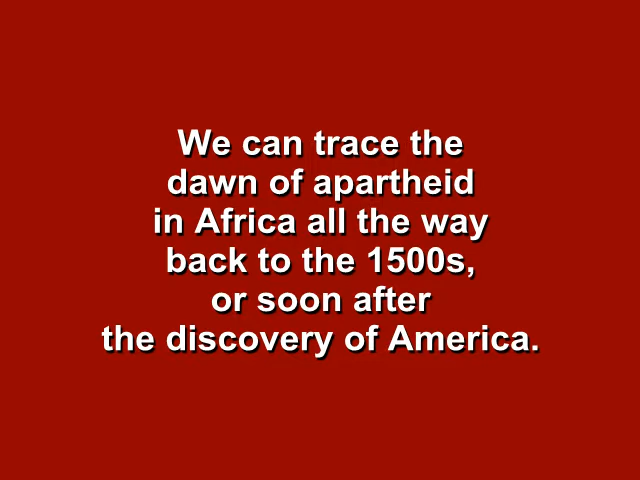 We can trace the
dawn of apartheid
in Africa all the way
back to the 1500s,
or soon after
the discovery of America.